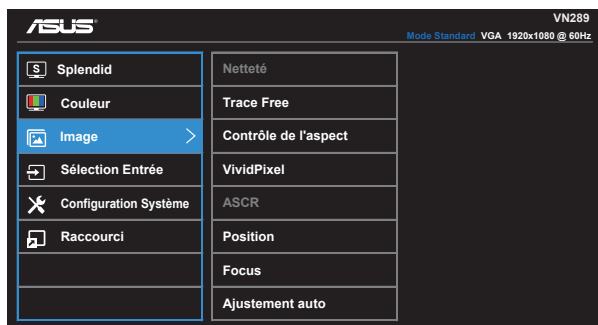 ASUS
VN289
Mode Standard VGA 1920x1080 @ 60Hz
S Splendid
Couleur
Image
Sélection Entrée
Configuration Système
Raccourci
Netteté
Trace Free
Contrôle de l'aspect
VividPixel
ASCR
Position
Focus
Ajustement auto